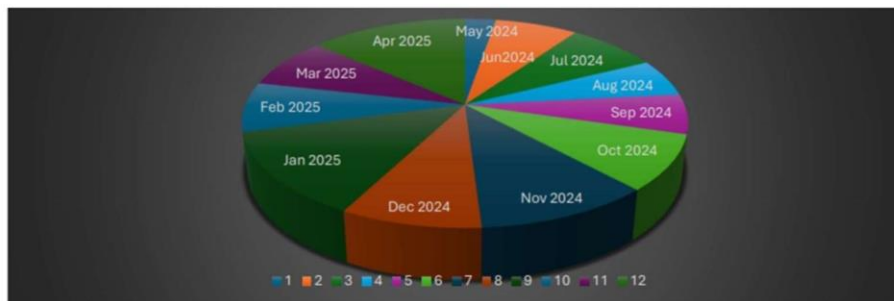 May 2024
Jun2024
Jul 2024
Aug 2024
Sep 2024
Oct 2024
Nov 2024
Dec 2024
Jan 2025
Feb 2025
Mar 2025
Apr 2025
1 2 3 4 5 6 7 8 9 10 11 12